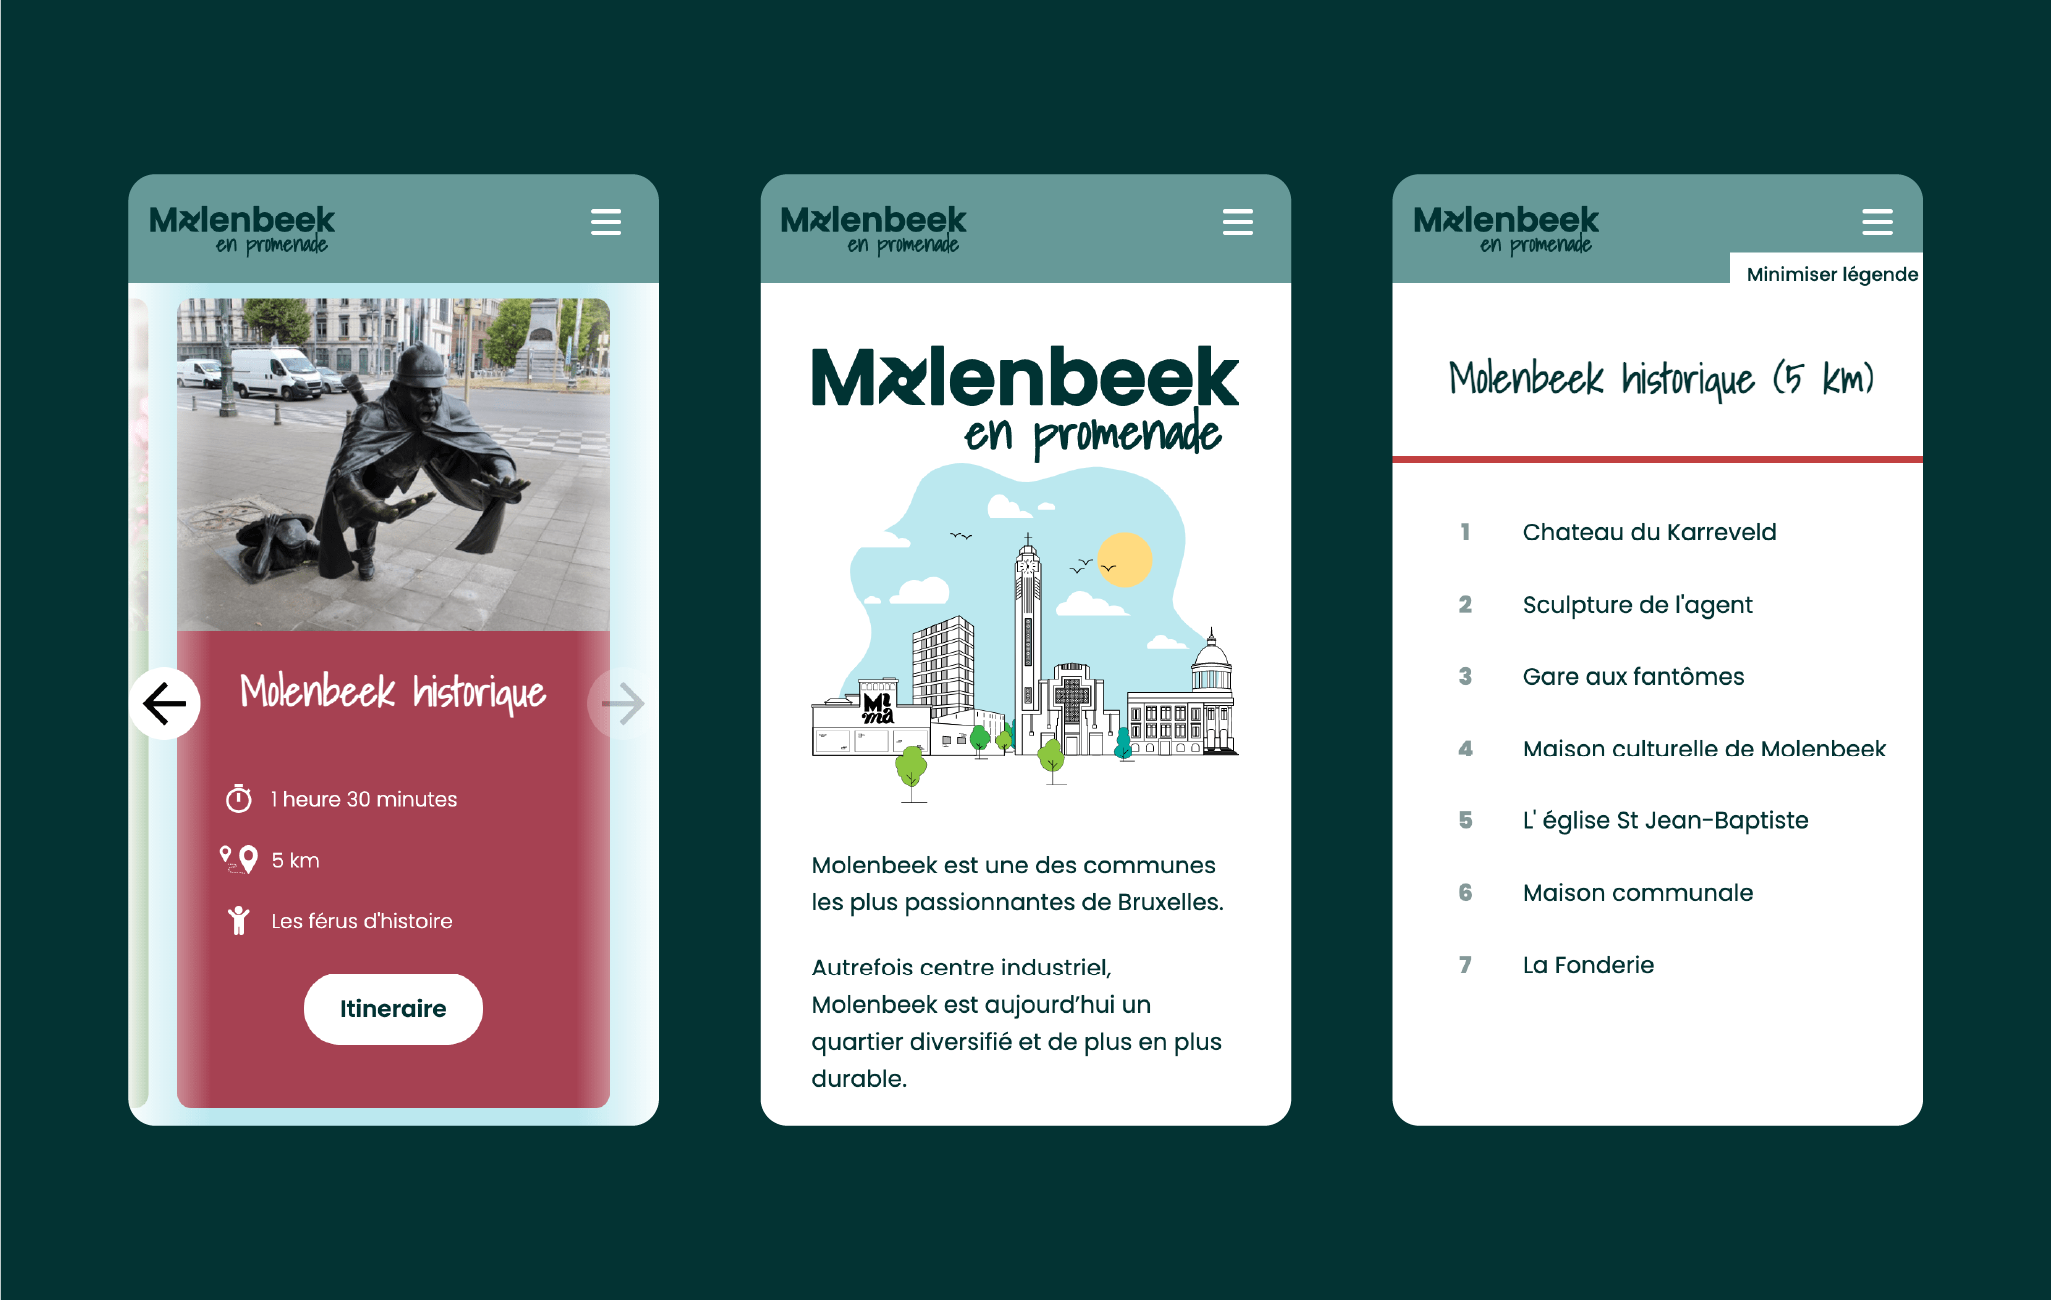 Molenbeek
en promenade
Molenbeek historique
1 heure 30 minutes
5 km
Les férus d'histoire
Itineraire
Molenbeek
en promenade
Molenbeek
en promenade
MiMa
Molenbeek est une des communes
les plus passionnantes de Bruxelles.
Autrefois centre industriel,
Molenbeek est aujourd’hui un
quartier diversifié et de plus en plus
durable.
Molenbeek
en promenade
Minimiser légende
Molenbeek historique (5 km)
1 Chateau du Karreveld
2 Sculpture de l'agent
3 Gare aux fantômes
4 Maison culturelle de Molenbeek
5 L' église St Jean-Baptiste
6 Maison communale
7 La Fonderie